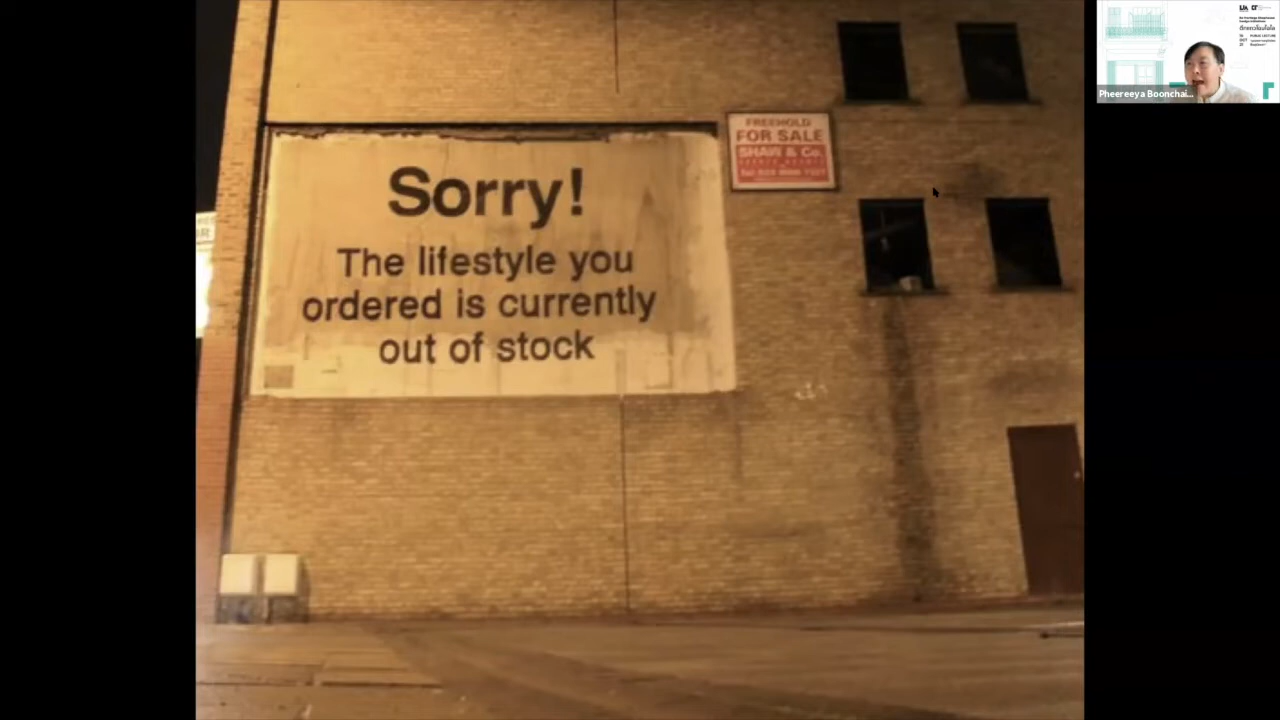 Sorry!
The lifestyle you
ordered is currently
out of stock
FREEHOLD
FOR SALE
SHAW & Co.
Pheereeya Boonchai...